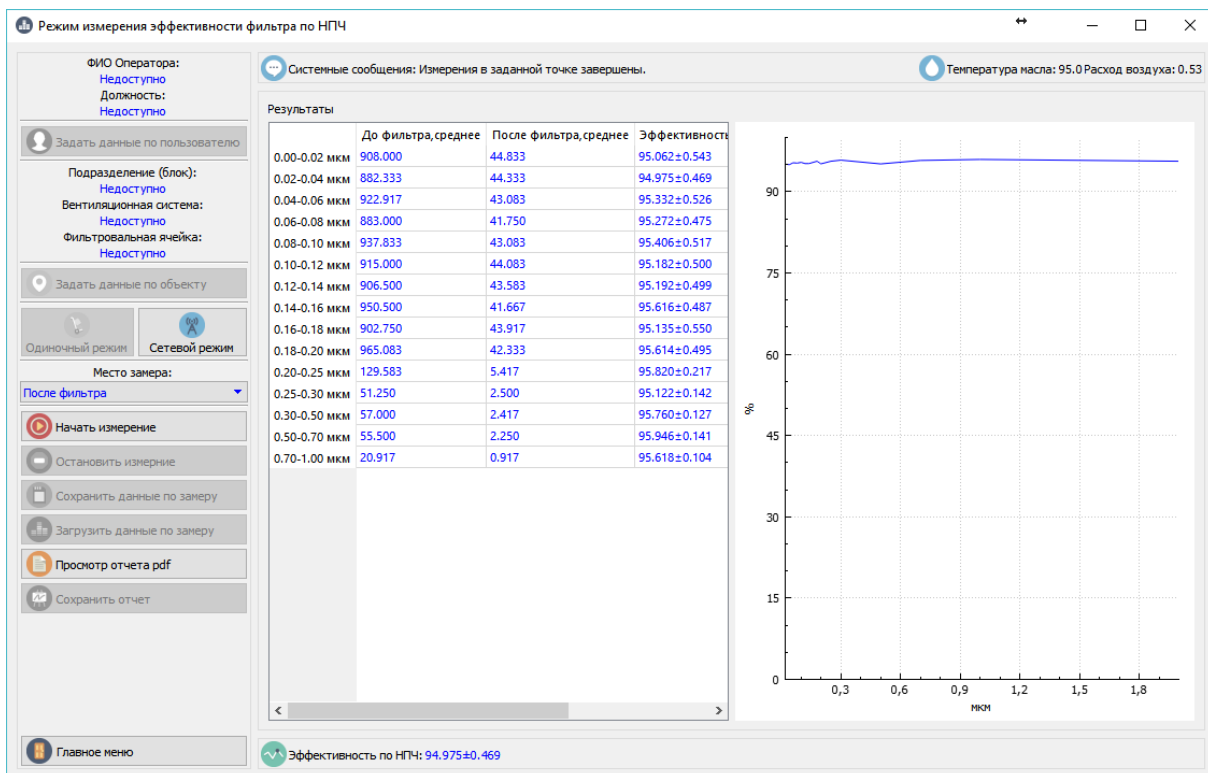 Режим измерения эффективности фильтра по НПЧ
ФИО Оператора:
Недоступно
Должность:
Недоступно
Задать данные по пользователю
Подразделение (блок):
Недоступно
Вентиляционная система:
Недоступно
Фильтровальная ячейка:
Недоступно
Задать данные по объекту
Одиночный режим Сетевой режим
Место замера:
После фильтра
Начать измерение
Остановить измерние
Сохранить данные по замеру
Загрузить данные по замеру
Просмотр отчета pdf
Сохранить отчет
Главное меню
Системные сообщения: Измерения в заданной точке завершены.
Температура масла: 95.0 Расход воздуха: 0.53
Результаты
До фильтра,среднее После фильтра,среднее Эффективность
0.00-0.02 мкм 908.000 44.833 95.062±0.543
0.02-0.04 мкм 882.333 44.333 94.975±0.469
0.04-0.06 мкм 922.917 43.083 95.332±0.526
0.06-0.08 мкм 883.000 41.750 95.272±0.475
0.08-0.10 мкм 937.833 43.083 95.406±0.517
0.10-0.12 мкм 915.000 44.083 95.182±0.500
0.12-0.14 мкм 906.500 43.583 95.192±0.499
0.14-0.16 мкм 950.500 41.667 95.616±0.487
0.16-0.18 мкм 902.750 43.917 95.135±0.550
0.18-0.20 мкм 965.083 42.333 95.614±0.495
0.20-0.25 мкм 129.583 5.417 95.820±0.217
0.25-0.30 мкм 51.250 2.500 95.122±0.142
0.30-0.50 мкм 57.000 2.417 95.760±0.127
0.50-0.70 мкм 55.500 2.250 95.946±0.141
0.70-1.00 мкм 20.917 0.917 95.618±0.104
90
75
60
%
45
30
15
0
0,3 0,6 0,9 1,2 1,5 1,8
мкм
Эффективность по НПЧ: 94.975±0.469